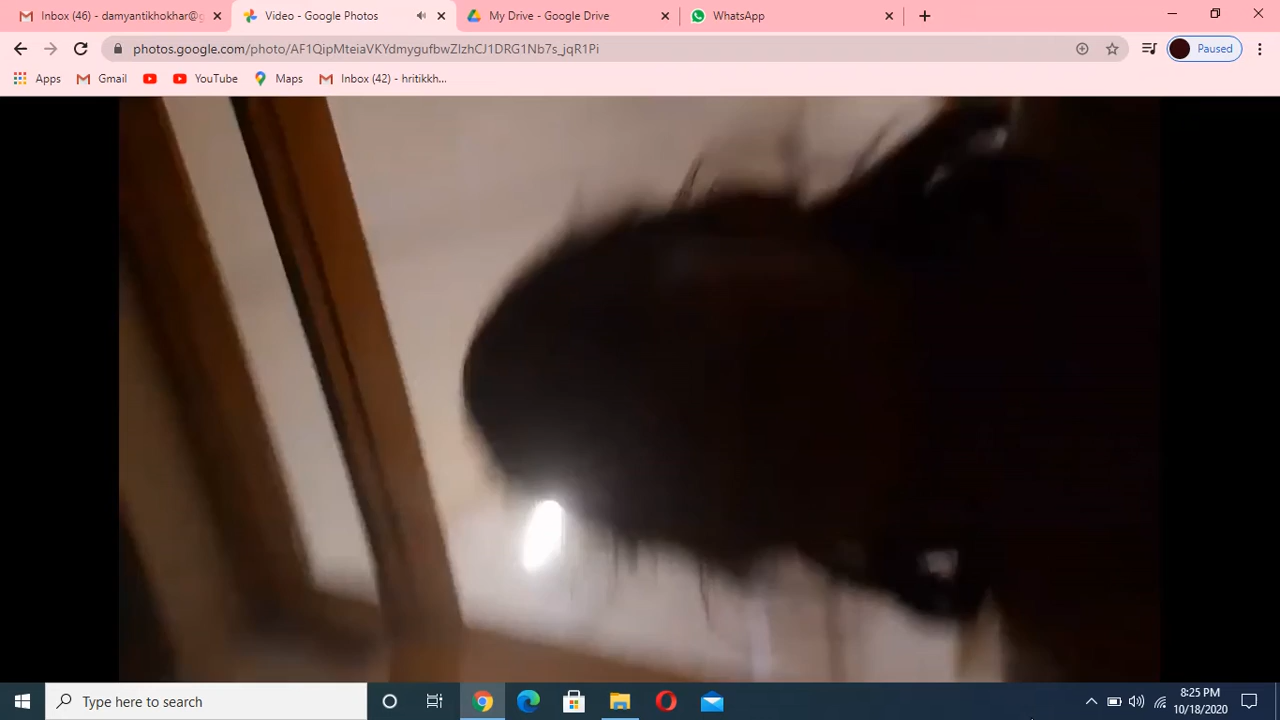 Inbox (46) - damyantikhokhar@g
Video - Google Photos
My Drive - Google Drive
WhatsApp
photos.google.com/photo/AF1QipMteiaVKYdmygufbwZIzhCJ1DRG1Nb7s_jqR1Pi
Paused
Apps
Gmail
YouTube
Maps
Inbox (42) - hritikkh...
Type here to search
8:25 PM
10/18/2020